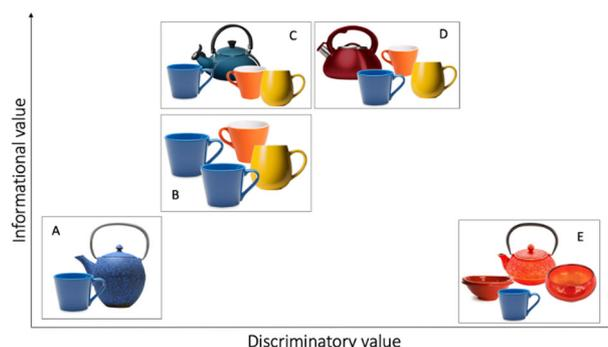 C
D
B
A
E
Informational value
Discriminatory value